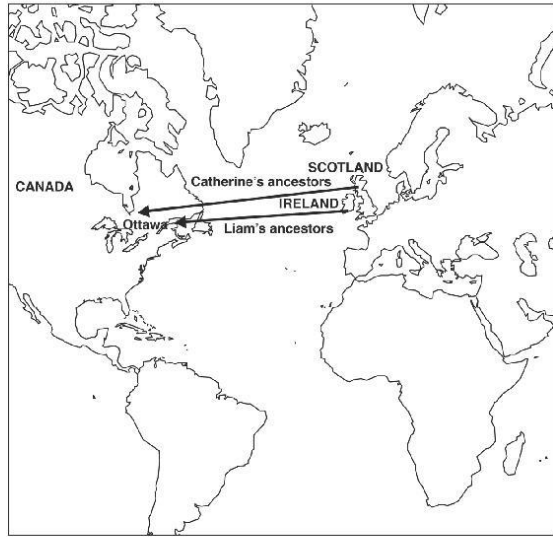 SCOTLAND
CANADA
Catherine's ancestors
IRELAND
Ottawa
Liam's ancestors